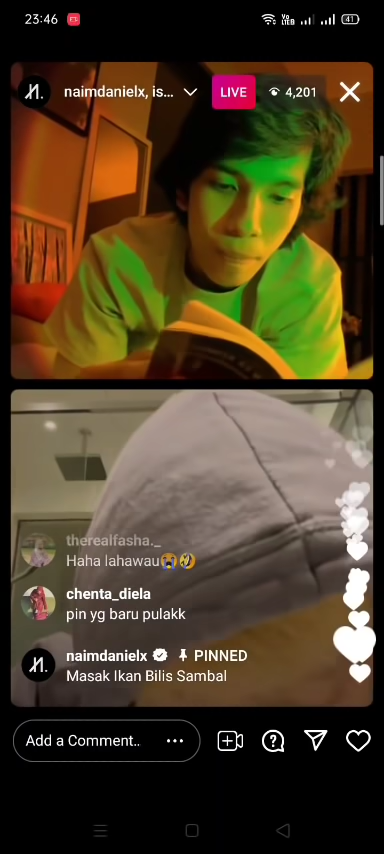 23:46
41
naimdanielx, is...
LIVE
4,201
therealfasha._
Haha lahawau😭🤣
chenta_diela
pin yg baru pulakk
naimdanielx PINNED
Masak Ikan Bilis Sambal
Add a Comment..